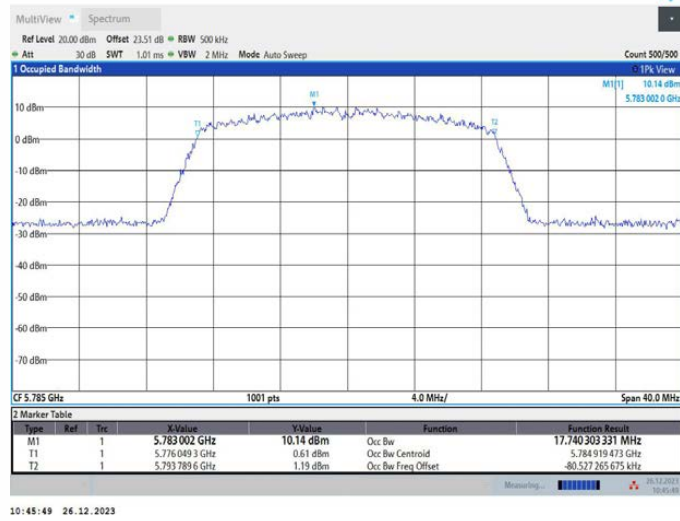 MultiView Spectrum
Ref Level 20.00 dBm Offset 23.51 dB RBW 500 kHz
Att 30 dB SWT 1.01 ms VBW 2 MHz Mode Auto Sweep Count 500/500
1 Occupied Bandwidth 1Pk View
M1[1] 10.14 dBm
5.783 002 0 GHz
M1
10 dBm
T1 T2
0 dBm
-10 dBm
-20 dBm
-30 dBm
-40 dBm
-50 dBm
-60 dBm
-70 dBm
CF 5.785 GHz 1001 pts 4.0 MHz/ Span 40.0 MHz
2 Marker Table
Type Ref Trc X-Value Y-Value Function Function Result
M1 1 5.783 002 GHz 10.14 dBm Occ Bw 17.740 303 331 MHz
T1 1 5.776 049 3 GHz 0.61 dBm Occ Bw Centroid 5.784 919 473 GHz
T2 1 5.793 789 6 GHz 1.19 dBm Occ Bw Freq Offset -80.527 265 675 kHz
Measuring... 26.12.2023
10:45:49
10:45:49 26.12.2023